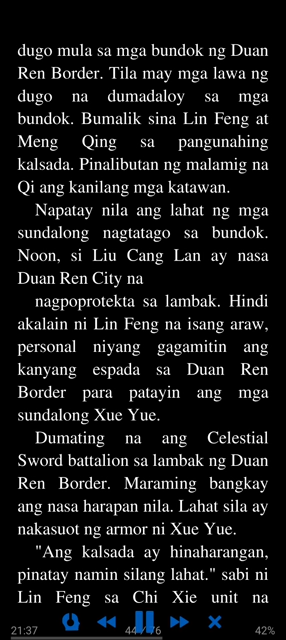 dugo mula sa mga bundok ng Duan
Ren Border. Tila may mga lawa ng
dugo na dumadaloy sa mga
bundok. Bumalik sina Lin Feng at
Meng Qing sa pangunahing
kalsada. Pinalibutan ng malamig na
Qi ang kanilang mga katawan.
Napatay nila ang lahat ng mga
sundalong nagtatago sa bundok.
Noon, si Liu Cang Lan ay nasa
Duan Ren City na
nagpoprotekta sa lambak. Hindi
akalain ni Lin Feng na isang araw,
personal niyang gagamitin ang
kanyang espada sa Duan Ren
Border para patayin ang mga
sundalong Xue Yue.
Dumating na ang Celestial
Sword battalion sa lambak ng Duan
Ren Border. Maraming bangkay
ang nasa harapan nila. Lahat sila ay
nakasuot ng armor ni Xue Yue.
"Ang kalsada ay hinaharangan,
pinatay namin silang lahat." sabi ni
Lin Feng sa Chi Xie unit na
21:37 44 / 76 42%